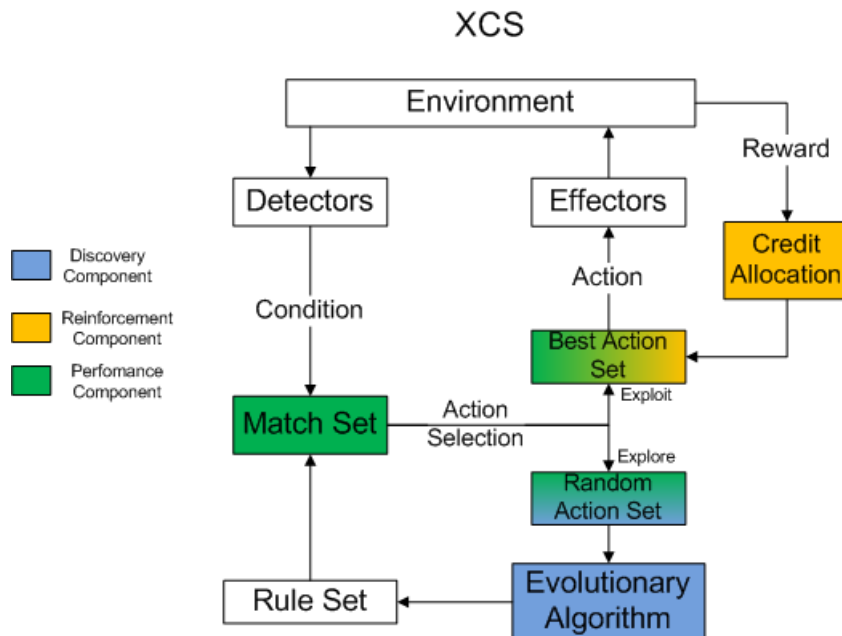 XCS
Environment
Reward
Detectors
Effectors
Credit
Allocation
Discovery
Component
Reinforcement
Component
Perfomance
Component
Condition
Action
Best Action
Set
Exploit
Match Set
Action
Selection
Explore
Random
Action Set
Rule Set
Evolutionary
Algorithm